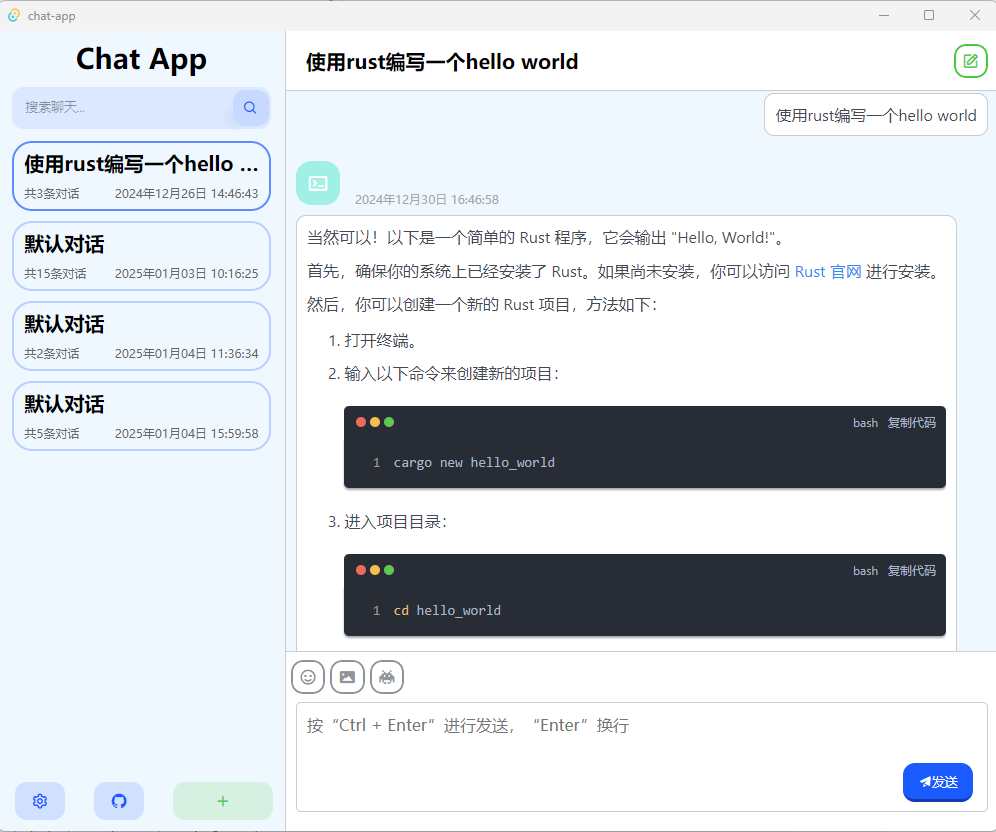 chat-app
Chat App
搜索聊天...
使用rust编写一个hello ...
共3条对话 2024年12月26日 14:46:43
默认对话
共15条对话 2025年01月03日 10:16:25
默认对话
共2条对话 2025年01月04日 11:36:34
默认对话
共5条对话 2025年01月04日 15:59:58
使用rust编写一个hello world
使用rust编写一个hello world
2024年12月30日 16:46:58
当然可以！以下是一个简单的 Rust 程序，它会输出 "Hello, World!"。
首先，确保你的系统上已经安装了 Rust。如果尚未安装，你可以访问 Rust 官网 进行安装。
然后，你可以创建一个新的 Rust 项目，方法如下：
1. 打开终端。
2. 输入以下命令来创建新的项目：
bash 复制代码
1 cargo new hello_world
3. 进入项目目录：
bash 复制代码
1 cd hello_world
按“Ctrl + Enter”进行发送，“Enter”换行
发送